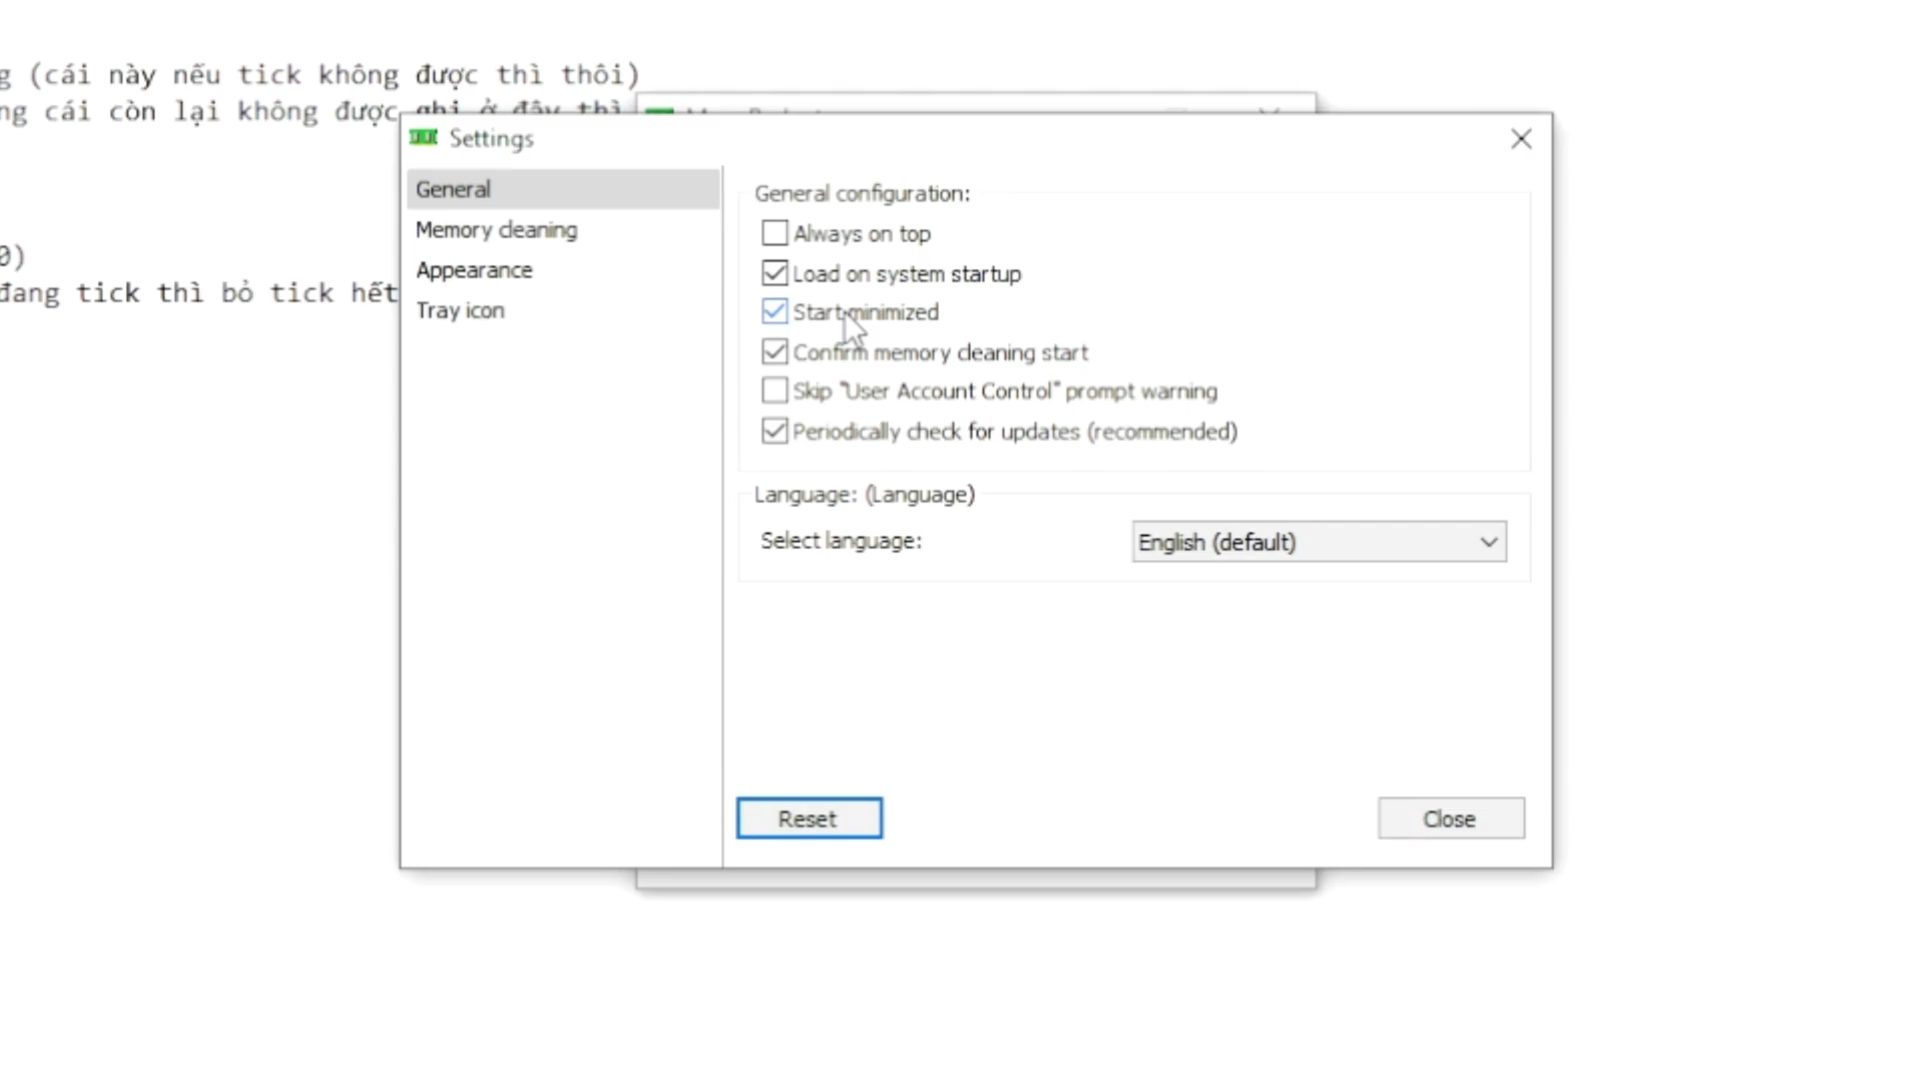 g (cái này nếu tick không được thì thôi)
ng cái còn lại không được ghi ở đây thì
0)
đang tick thì bỏ tick hết
Settings
General
Memory cleaning
Appearance
Tray icon
General configuration:
Always on top
Load on system startup
Start minimized
Confirm memory cleaning start
Skip "User Account Control" prompt warning
Periodically check for updates (recommended)
Language: (Language)
Select language:
English (default)
Reset
Close